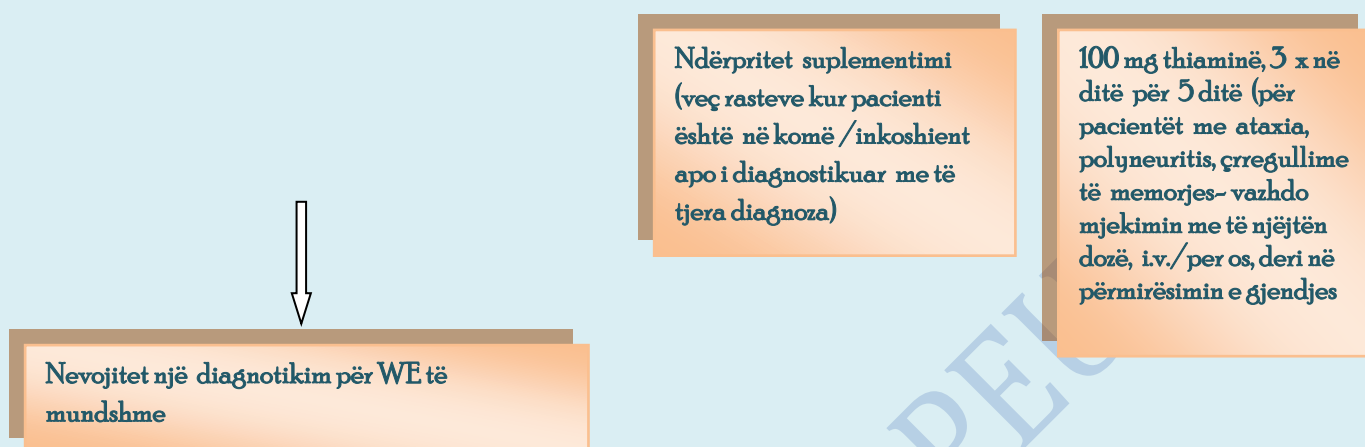 Ndërpritet suplementimi
(veç rasteve kur pacienti
është në komë /inkoshient
apo i diagnostikuar me të
tjera diagnoza)
100 mg thiaminë, 3 x në
ditë për 5 ditë (për
pacientët me ataxia,
polyneuritis, çrregullime
të memorjes- vazhdo
mjekimin me të njëjtën
dozë, i.v./per os, deri në
përmirësimin e gjendjes
Nevojitet një diagnotikim për WE të
mundshme